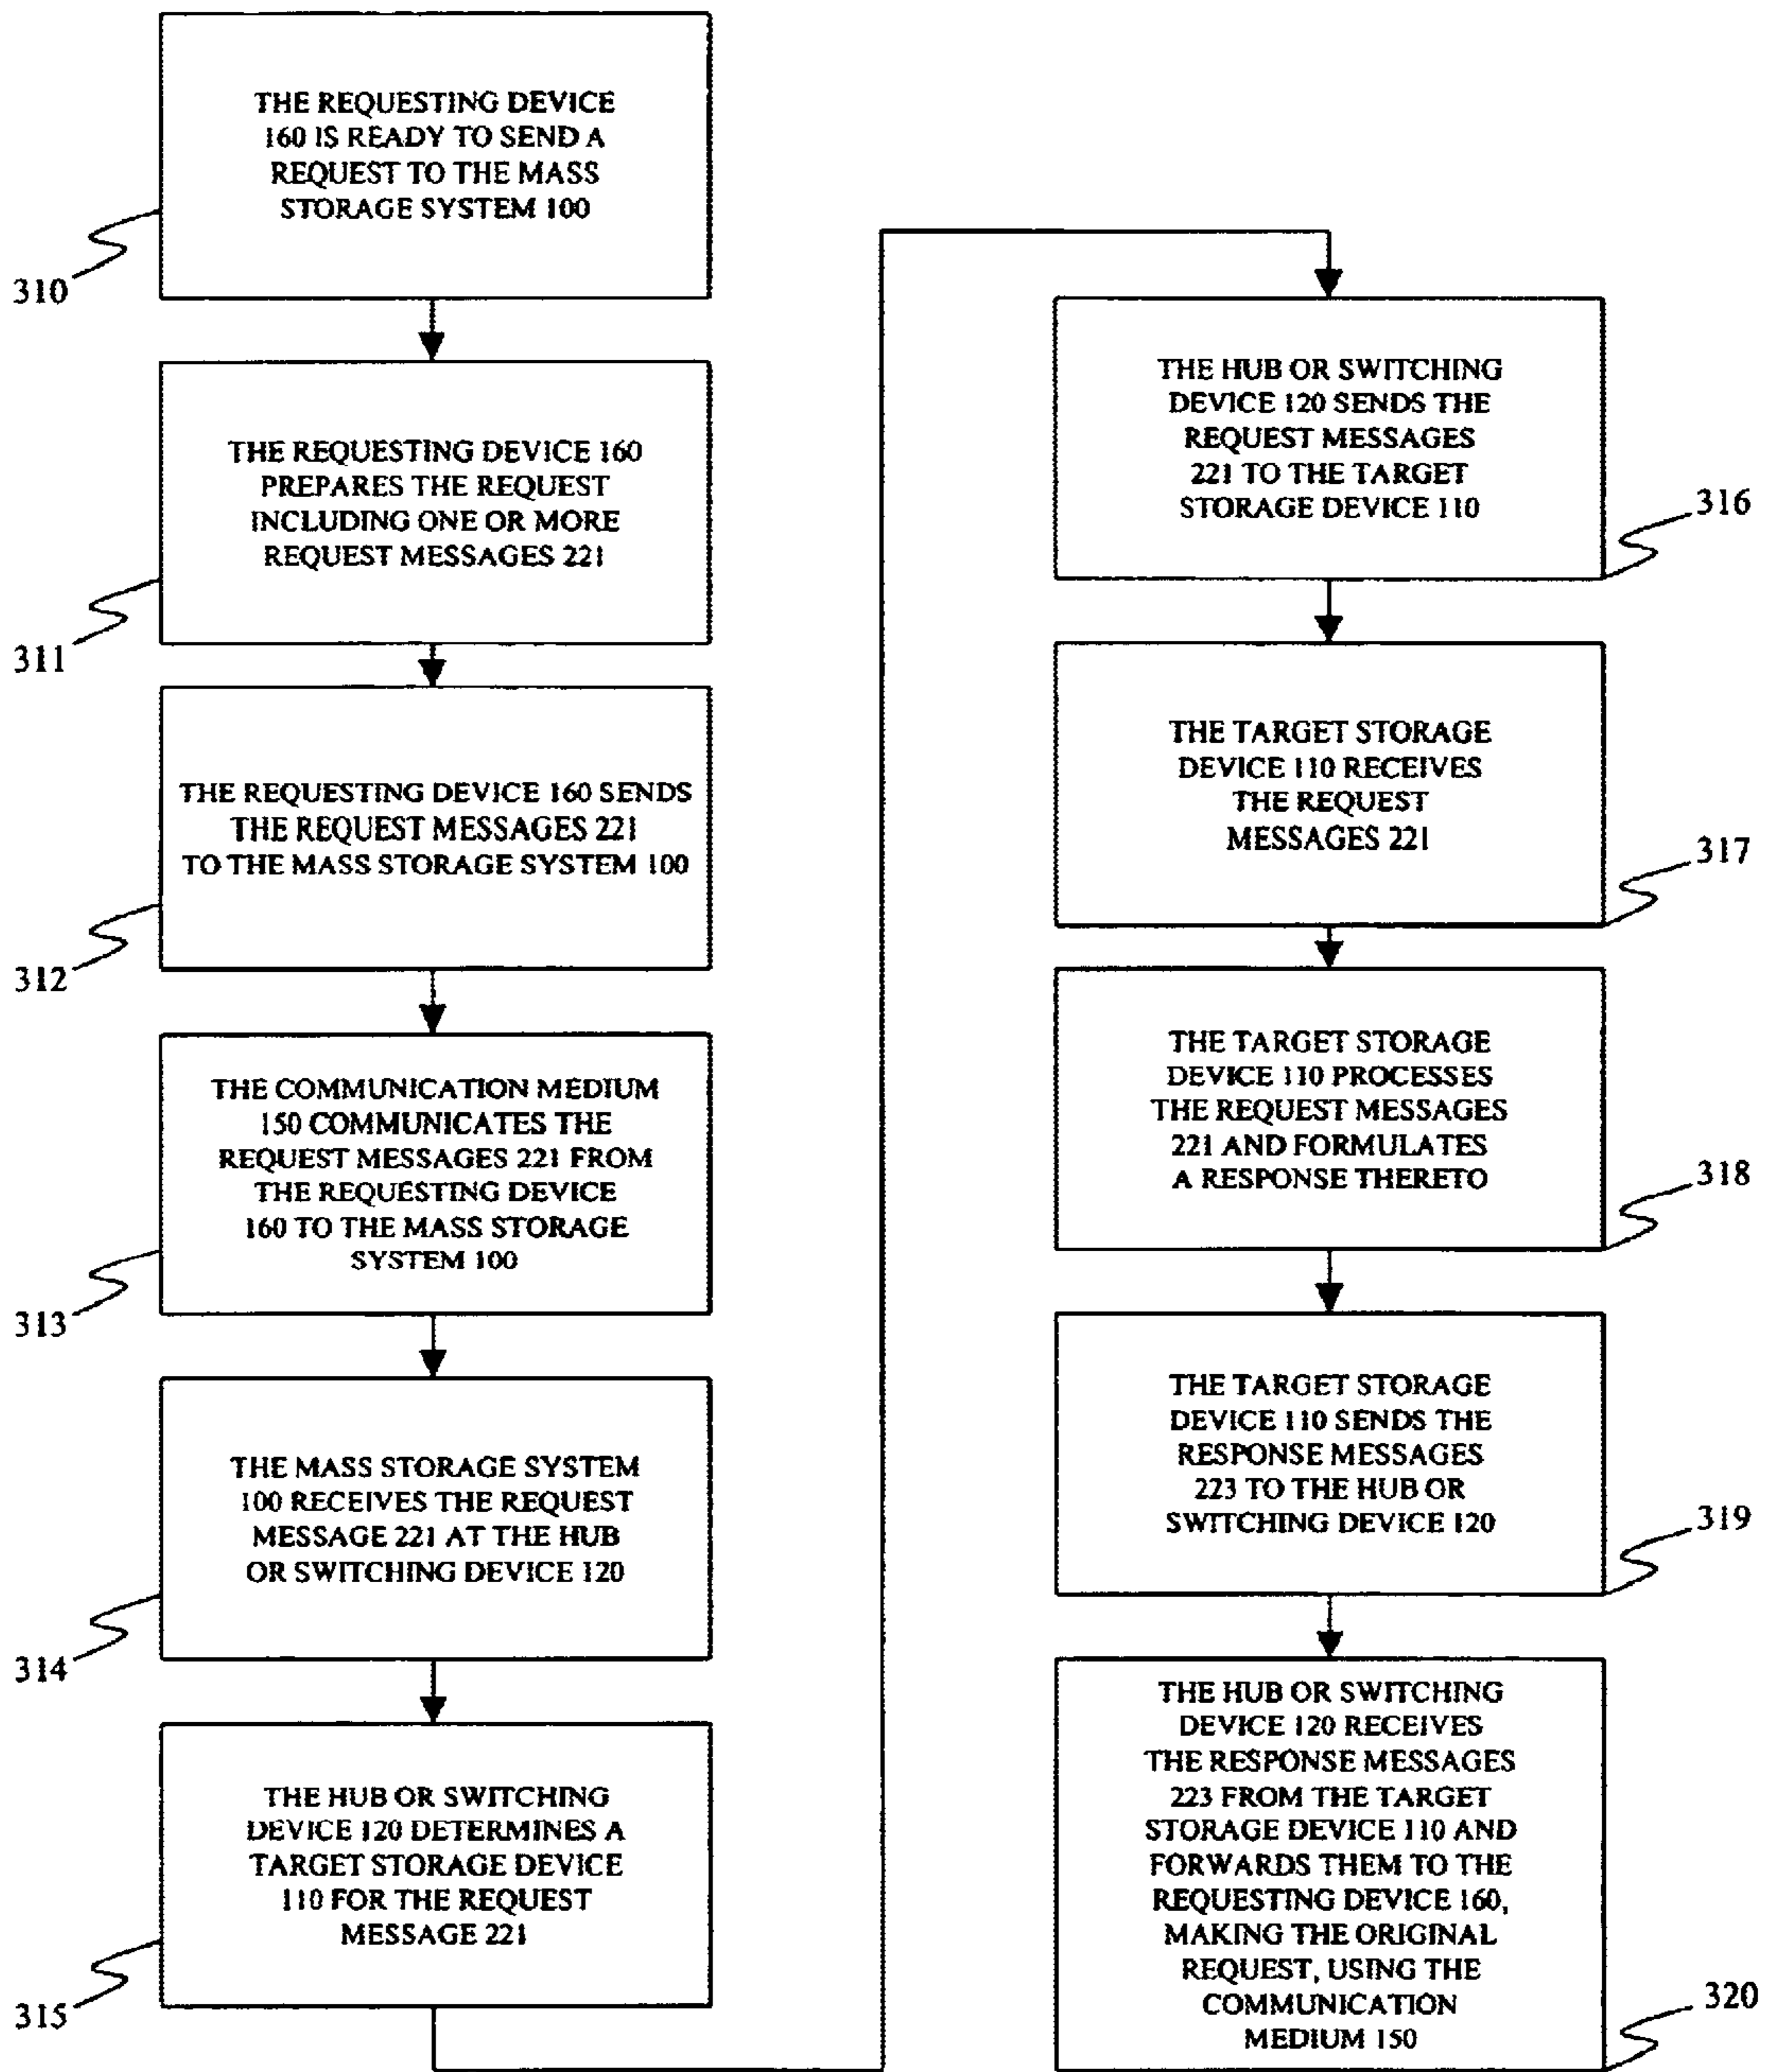 THE REQUESTING DEVICE
160 IS READY TO SEND A
REQUEST TO THE MASS
STORAGE SYSTEM 100
310
THE REQUESTING DEVICE 160
PREPARES THE REQUEST
INCLUDING ONE OR MORE
REQUEST MESSAGES 221
311
THE REQUESTING DEVICE 160 SENDS
THE REQUEST MESSAGES 221
TO THE MASS STORAGE SYSTEM 100
312
THE COMMUNICATION MEDIUM
150 COMMUNICATES THE
REQUEST MESSAGES 221 FROM
THE REQUESTING DEVICE
160 TO THE MASS STORAGE
SYSTEM 100
313
THE MASS STORAGE SYSTEM
100 RECEIVES THE REQUEST
MESSAGE 221 AT THE HUB
OR SWITCHING DEVICE 120
314
THE HUB OR SWITCHING
DEVICE 120 DETERMINES A
TARGET STORAGE DEVICE
110 FOR THE REQUEST
MESSAGE 221
315
THE HUB OR SWITCHING
DEVICE 120 SENDS THE
REQUEST MESSAGES
221 TO THE TARGET
STORAGE DEVICE 110
316
THE TARGET STORAGE
DEVICE 110 RECEIVES
THE REQUEST
MESSAGES 221
317
THE TARGET STORAGE
DEVICE 110 PROCESSES
THE REQUEST MESSAGES
221 AND FORMULATES
A RESPONSE THERETO
318
THE TARGET STORAGE
DEVICE 110 SENDS THE
RESPONSE MESSAGES
223 TO THE HUB OR
SWITCHING DEVICE 120
319
THE HUB OR SWITCHING
DEVICE 120 RECEIVES
THE RESPONSE MESSAGES
223 FROM THE TARGET
STORAGE DEVICE 110 AND
FORWARDS THEM TO THE
REQUESTING DEVICE 160,
MAKING THE ORIGINAL
REQUEST, USING THE
COMMUNICATION
MEDIUM 150
320